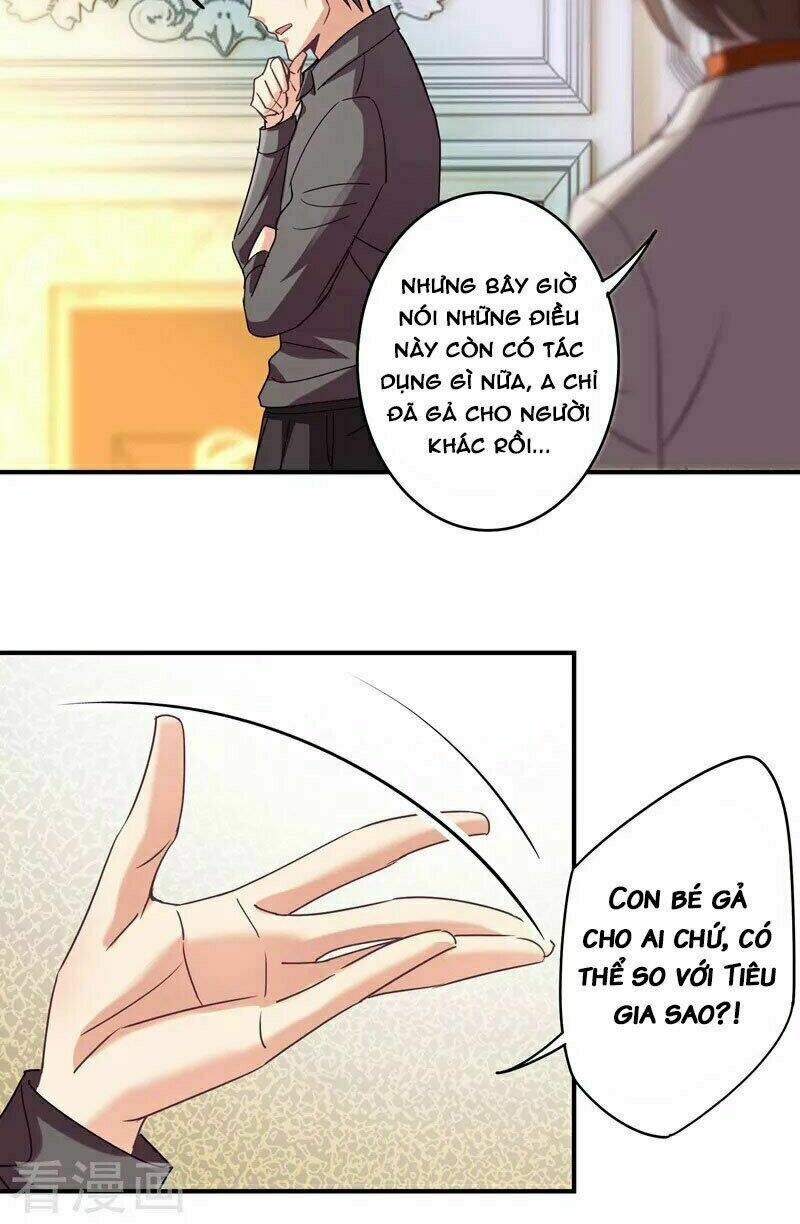 NHƯNG BÂY GIỜ
NÓI NHỮNG ĐIỀU
NÀY CÒN CÓ TÁC
DỤNG GÌ NỮA, A CHỈ
ĐÃ GẢ CHO NGƯỜI
KHÁC RỒI...
CON BÉ GẢ
CHO AI CHỨ, CÓ
THỂ SO VỚI TIÊU
GIA SAO?!
看漫画